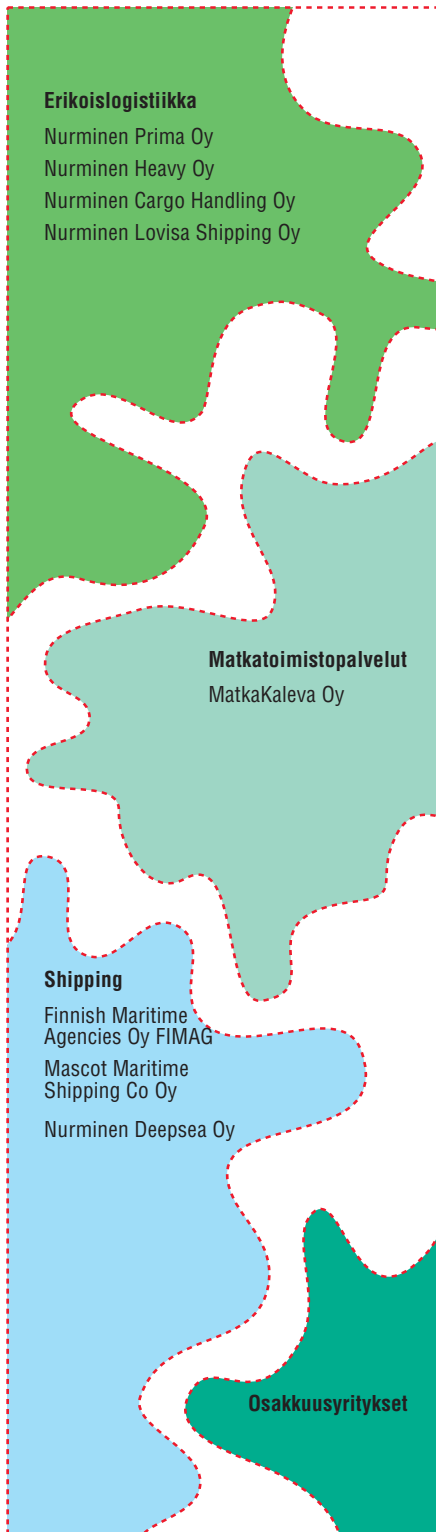 Erikoislogistiikka
Nurminen Prima Oy
Nurminen Heavy Oy
Nurminen Cargo Handling Oy
Nurminen Lovisa Shipping Oy
Matkatoimistopalvelut
MatkaKaleva Oy
Shipping
Finnish Maritime
Agencies Oy FIMAG
Mascot Maritime
Shipping Co Oy
Nurminen Deepsea Oy
Osakkuusyritykset